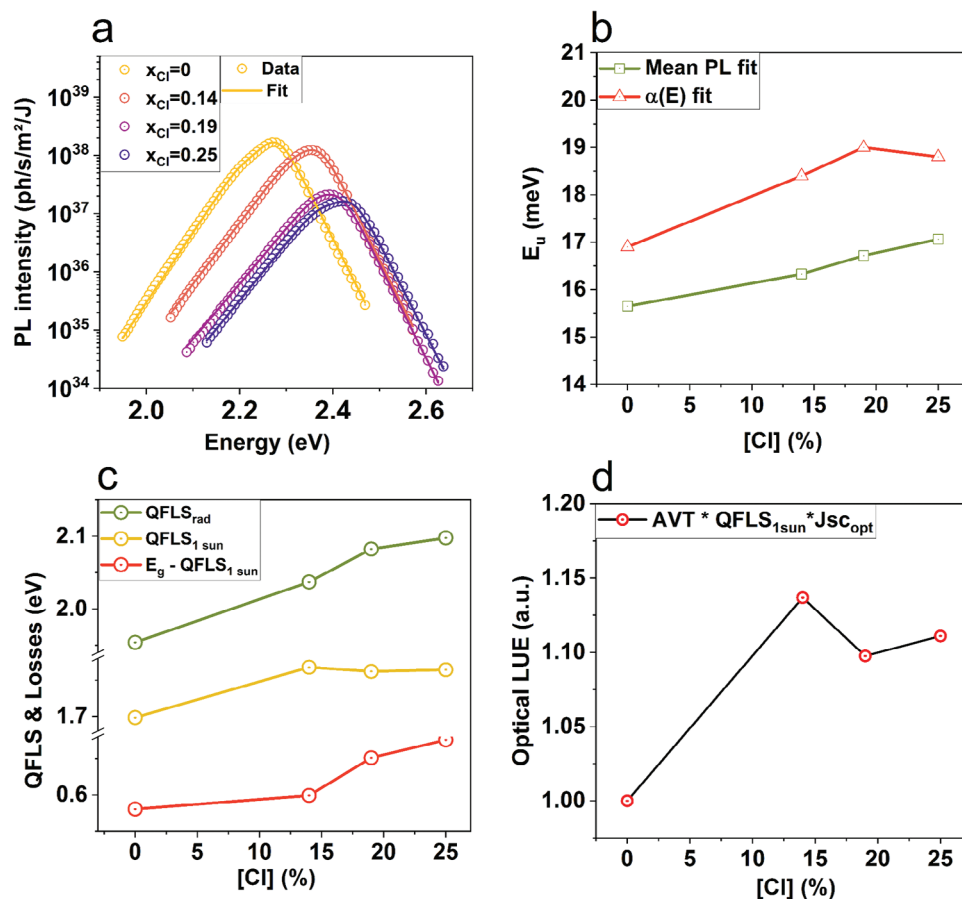 a
x_Cl=0
x_Cl=0.14
x_Cl=0.19
x_Cl=0.25
Data
Fit
10^39
10^38
10^37
10^36
10^35
10^34
PL intensity (ph/s/m²/J)
2.0 2.2 2.4 2.6
Energy (eV)
b
Mean PL fit
α(E) fit
21
20
19
18
17
16
15
14
E_u (meV)
0 5 10 15 20 25
[Cl] (%)
c
QFLS_rad
QFLS_1 sun
E_g - QFLS_1 sun
2.1
2.0
1.7
0.6
QFLS & Losses (eV)
0 5 10 15 20 25
[Cl] (%)
d
AVT * QFLS_1sun*Jsc_opt
1.20
1.15
1.10
1.05
1.00
Optical LUE (a.u.)
0 5 10 15 20 25
[Cl] (%)